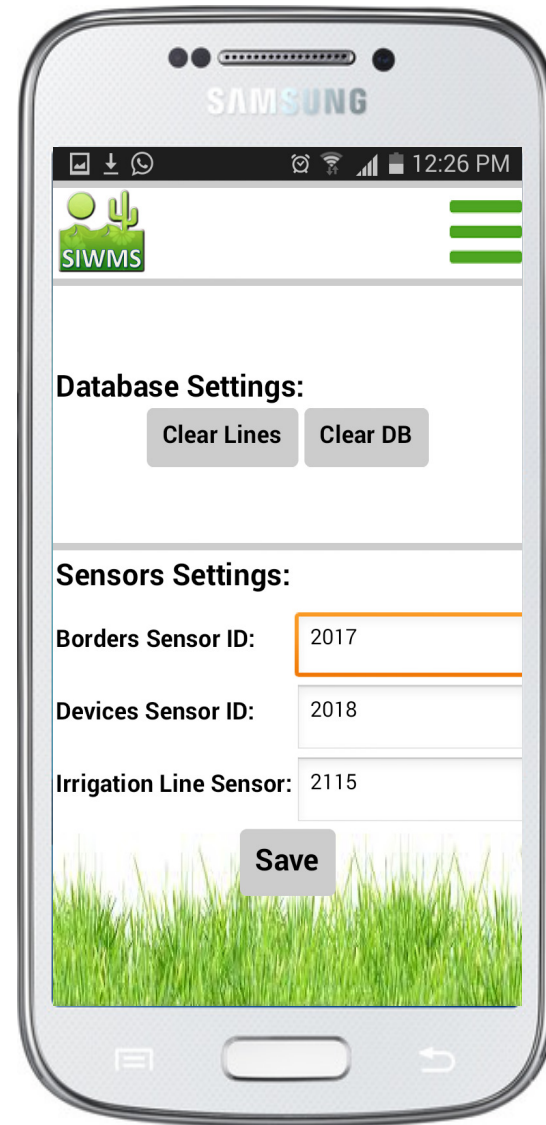 SAMSUNG
12:26 PM
SIWMS
Database Settings:
Clear Lines Clear DB
Sensors Settings:
Borders Sensor ID: 2017
Devices Sensor ID: 2018
Irrigation Line Sensor: 2115
Save